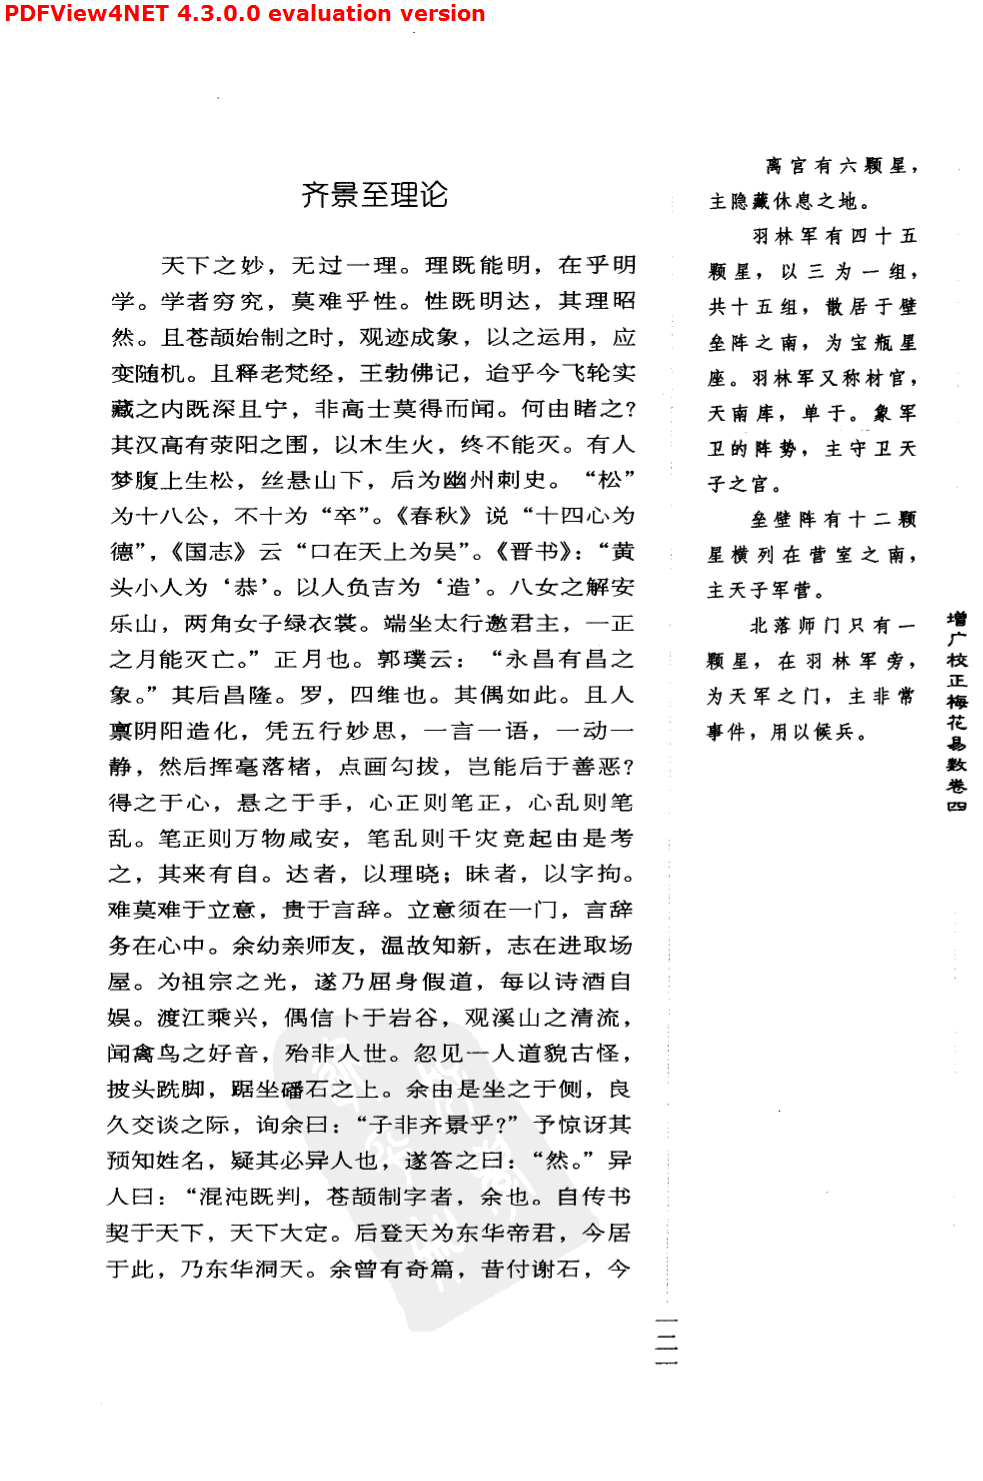 PDFView4NET 4.3.0.0 evaluation version
齐景至理论
天下之妙，无过一理。理既能明，在乎明
学。学者穷究，莫难乎性。性既明达，其理昭
然。且苍颉始制之时，观迹成象，以之运用，应
变随机。且释老梵经，王勃佛记，迨乎今飞轮实
藏之内既深且宁，非高士莫得而闻。何由睹之?
其汉高有荥阳之围，以木生火，终不能灭。有人
梦腹上生松，丝悬山下，后为幽州刺史。“松”
为十八公，不十为“卒”。《春秋》说“十四心为
德”，《国志》云“口在天上为吴”。《晋书》：“黄
头小人为‘恭’。以人负吉为‘造’。八女之解安
乐山，两角女子绿衣裳。端坐太行邀君主，一正
之月能灭亡。”正月也。郭璞云：“永昌有昌之
象。”其后昌隆。罗，四维也。其偶如此。且人
禀阴阳造化，凭五行妙思，一言一语，一动一
静，然后挥毫落楮，点画勾拔，岂能后于善恶?
得之于心，悬之于手，心正则笔正，心乱则笔
乱。笔正则万物咸安，笔乱则千灾竞起由是考
之，其来有自。达者，以理晓；昧者，以字拘。
难莫难于立意，贵于言辞。立意须在一门，言辞
务在心中。余幼亲师友，温故知新，志在进取场
屋。为祖宗之光，遂乃屈身假道，每以诗酒自
娱。渡江乘兴，偶信卜于岩谷，观溪山之清流，
闻禽鸟之好音，殆非人世。忽见一人道貌古怪，
披头跣脚，踞坐磻石之上。余由是坐之于侧，良
久交谈之际，询余曰：“子非齐景乎?”予惊讶其
预知姓名，疑其必异人也，遂答之曰：“然。”异
人曰：“混沌既判，苍颉制字者，余也。自传书
契于天下，天下大定。后登天为东华帝君，今居
于此，乃东华洞天。余曾有奇篇，昔付谢石，今
离宫有六颗星，
主隐藏休息之地。
羽林军有四十五
颗星，以三为一组，
共十五组，散居于壁
垒阵之南，为宝瓶星
座。羽林军又称材官，
天南库，单于。象军
卫的阵势，主守卫天
子之宫。
垒壁阵有十二颗
星横列在营室之南，
主天子军营。
北落师门只有一
颗星，在羽林军旁，
为天军之门，主非常
事件，用以候兵。
增广校正梅花易数卷四
一二一